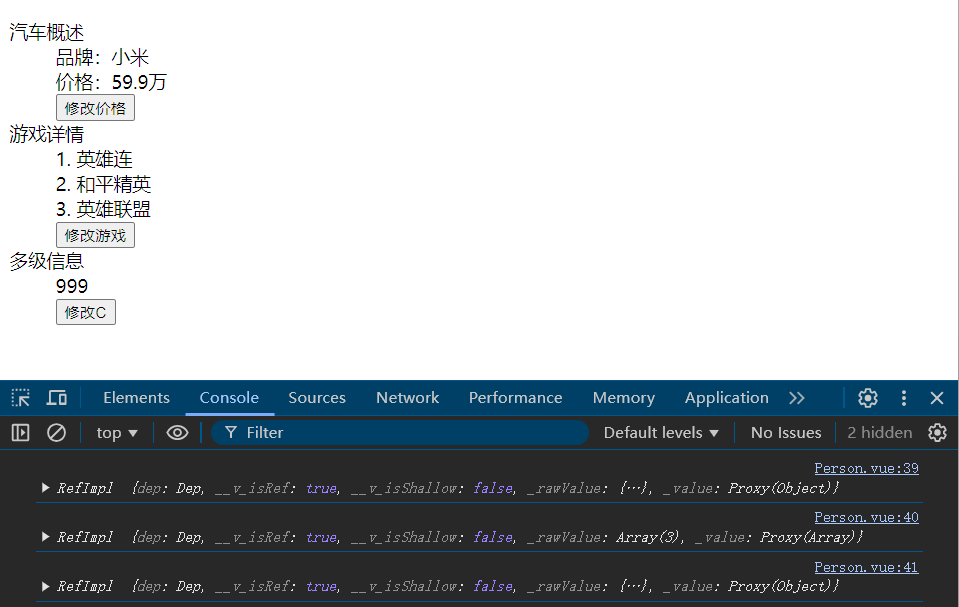 汽车概述
品牌：小米
价格：59.9万
修改价格
游戏详情
1. 英雄连
2. 和平精英
3. 英雄联盟
修改游戏
多级信息
999
修改C
Elements Console Sources Network Performance Memory Application
top Filter Default levels No Issues 2 hidden
Person.vue:39
RefImpl {dep: Dep, __v_isRef: true, __v_isShallow: false, _rawValue: {…}, _value: Proxy(Object)}
Person.vue:40
RefImpl {dep: Dep, __v_isRef: true, __v_isShallow: false, _rawValue: Array(3), _value: Proxy(Array)}
Person.vue:41
RefImpl {dep: Dep, __v_isRef: true, __v_isShallow: false, _rawValue: {…}, _value: Proxy(Object)}